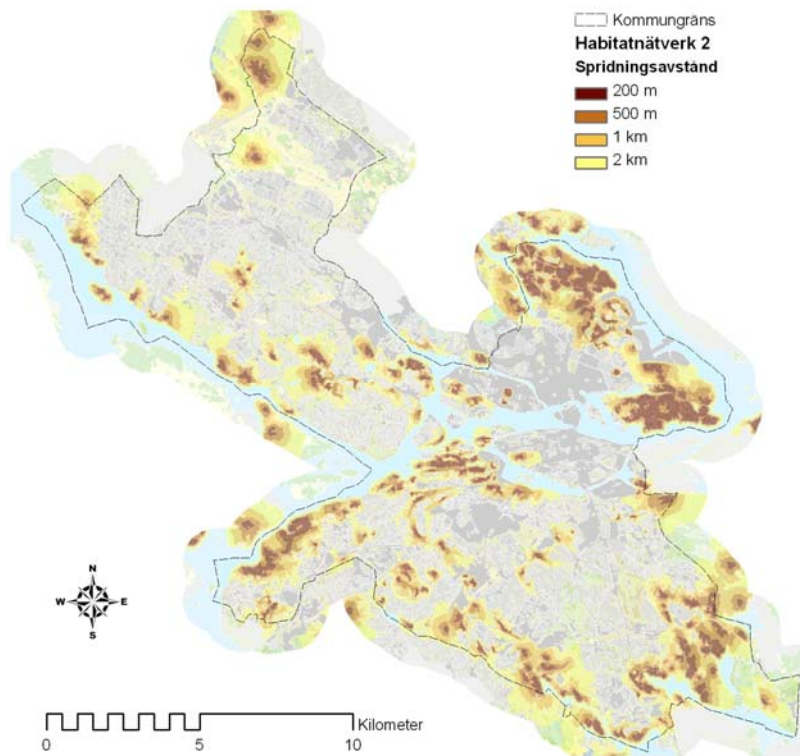 Kommungräns
Habitatnätverk 2
Spridningsavstånd
200 m
500 m
1 km
2 km
N
W E
S
Kilometer
0 5 10